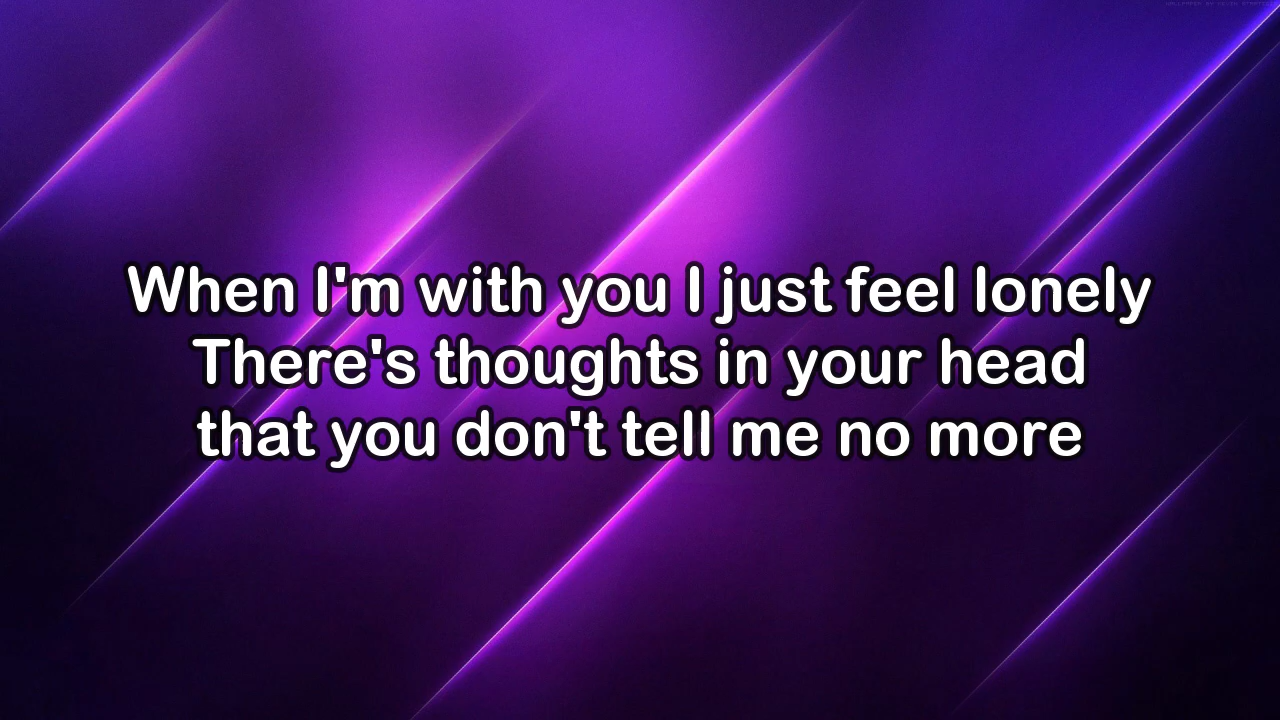 When I'm with you I just feel lonely
There's thoughts in your head
that you don't tell me no more